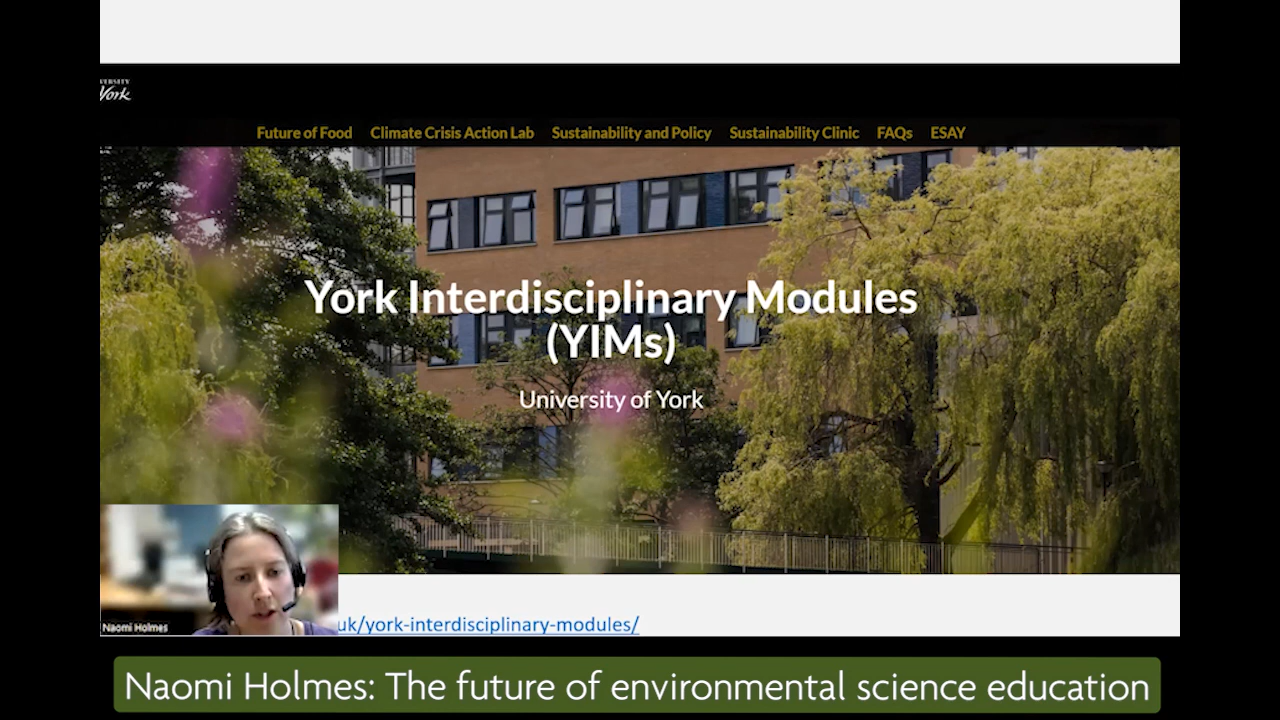 York
Future of Food Climate Crisis Action Lab Sustainability and Policy Sustainability Clinic FAQs ESAY
York Interdisciplinary Modules
(YIMs)
University of York
Naomi Holmes
uk/york-interdisciplinary-modules/
Naomi Holmes: The future of environmental science education